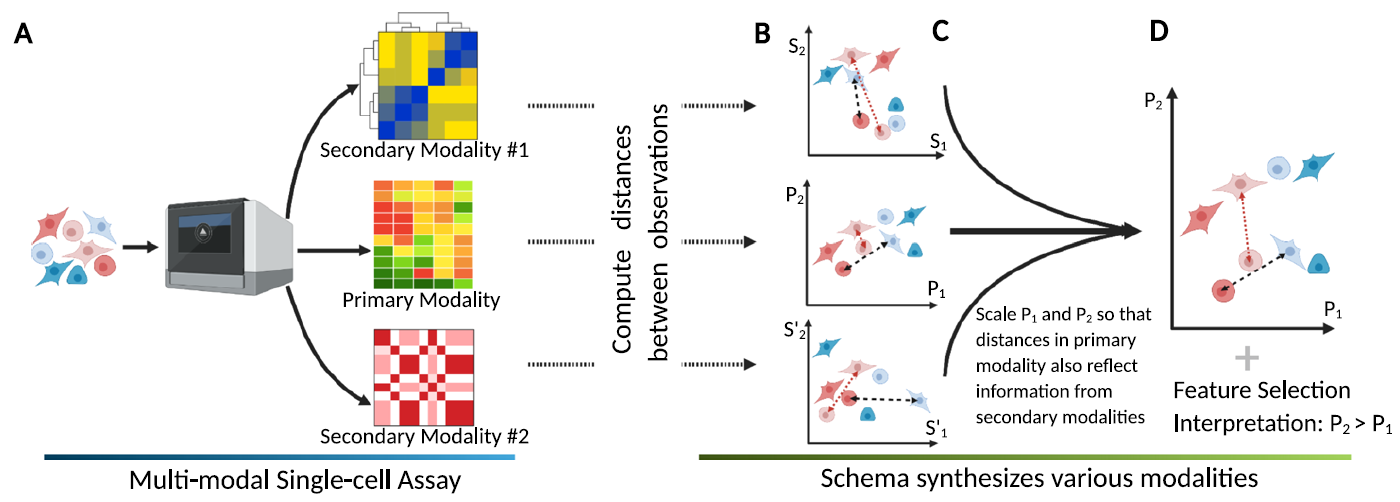 A
Secondary Modality #1
Primary Modality
Secondary Modality #2
Multi-modal Single-cell Assay
Compute distances
between observations
B
S₂
S₁
P₂
P₁
S'₂
S'₁
C
Scale P₁ and P₂ so that
distances in primary
modality also reflect
information from
secondary modalities
D
P₂
P₁
+
Feature Selection
Interpretation: P₂ > P₁
Schema synthesizes various modalities